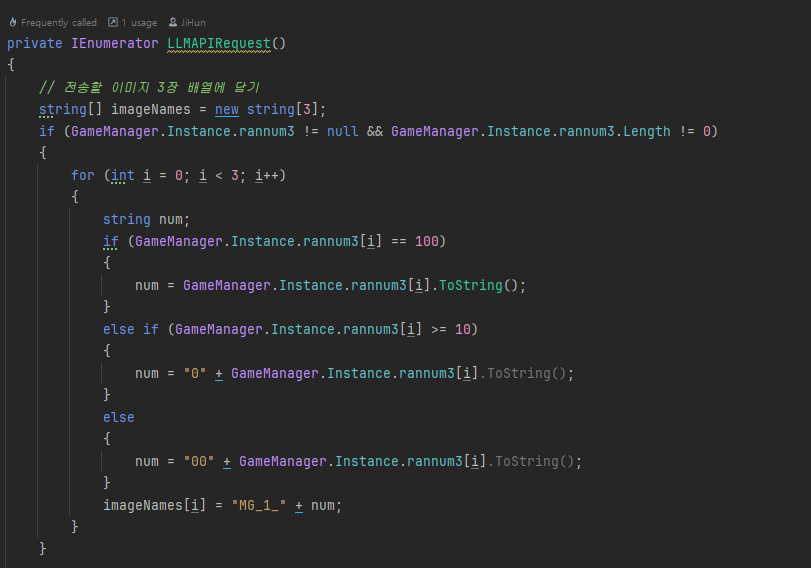 Frequently called 1 usage JiHun
private IEnumerator LLMAPIRequest()
{
// 전송할 이미지 3장 배열에 담기
string[] imageNames = new string[3];
if (GameManager.Instance.rannum3 != null && GameManager.Instance.rannum3.Length != 0)
{
for (int i = 0; i < 3; i++)
{
string num;
if (GameManager.Instance.rannum3[i] == 100)
{
num = GameManager.Instance.rannum3[i].ToString();
}
else if (GameManager.Instance.rannum3[i] >= 10)
{
num = "0" + GameManager.Instance.rannum3[i].ToString();
}
else
{
num = "00" + GameManager.Instance.rannum3[i].ToString();
}
imageNames[i] = "MG_1_" + num;
}
}